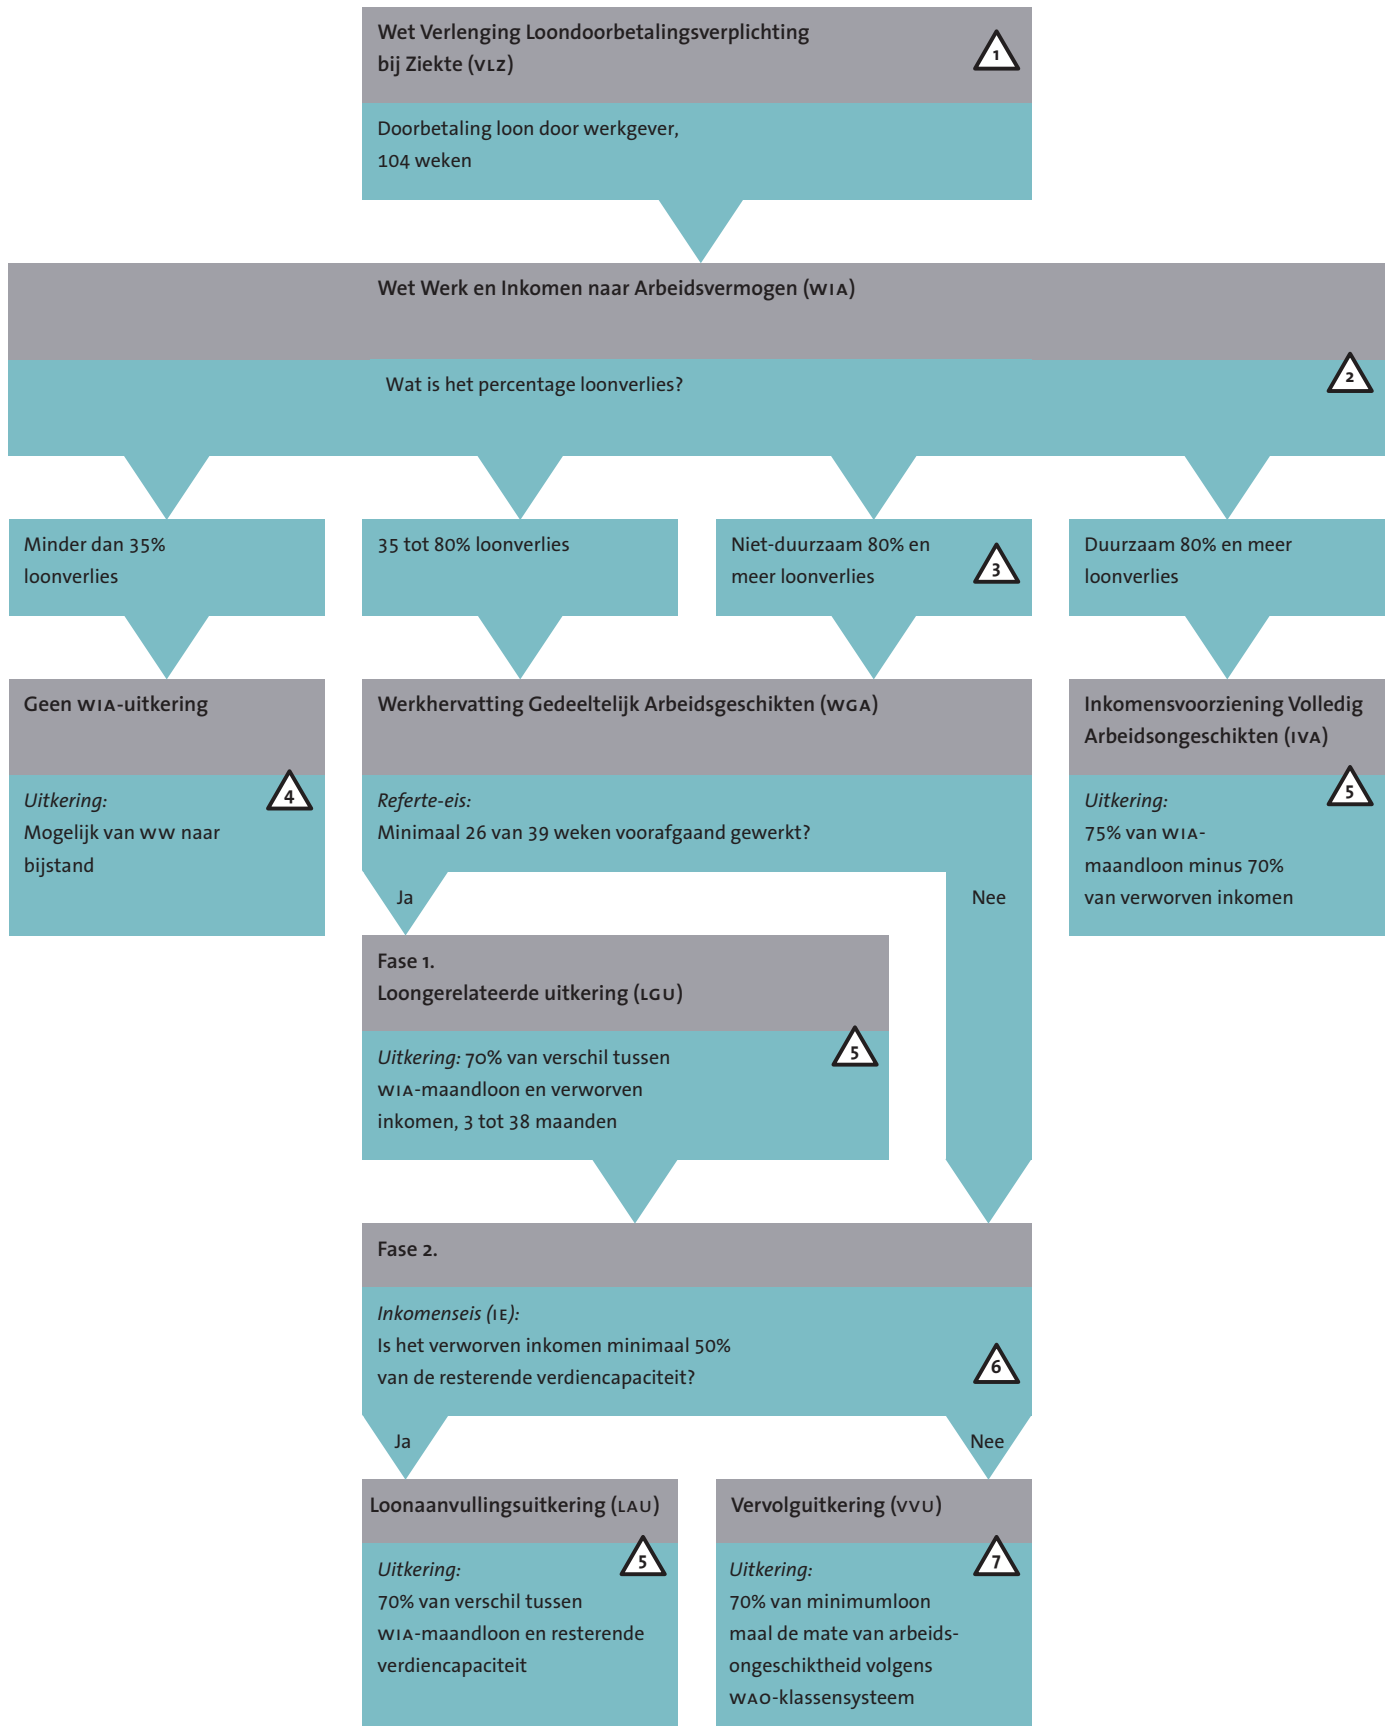 Wet Verlenging Loondoorbetalingsverplichting
bij Ziekte (VLZ)
1
Doorbetaling loon door werkgever,
104 weken
Wet Werk en Inkomen naar Arbeidsvermogen (WIA)
Wat is het percentage loonverlies?
2
Minder dan 35%
loonverlies
35 tot 80% loonverlies
Niet-duurzaam 80% en
meer loonverlies
3
Duurzaam 80% en meer
loonverlies
Geen WIA-uitkering
4
Uitkering:
Mogelijk van WW naar
bijstand
Werkhervatting Gedeeltelijk Arbeidsgeschikten (WGA)
Referte-eis:
Minimaal 26 van 39 weken voorafgaand gewerkt?
Ja
Nee
Inkomensvoorziening Volledig
Arbeidsongeschikten (IVA)
5
Uitkering:
75% van WIA-
maandloon minus 70%
van verworven inkomen
Fase 1.
Loongerelateerde uitkering (LGU)
5
Uitkering: 70% van verschil tussen
WIA-maandloon en verworven
inkomen, 3 tot 38 maanden
Fase 2.
Inkomenseis (IE):
Is het verworven inkomen minimaal 50%
van de resterende verdiencapaciteit?
6
Ja
Nee
Loonaanvullingsuitkering (LAU)
5
Uitkering:
70% van verschil tussen
WIA-maandloon en resterende
verdiencapaciteit
Vervolguitkering (VVU)
7
Uitkering:
70% van minimumloon
maal de mate van arbeids-
ongeschiktheid volgens
WAO-klassensysteem